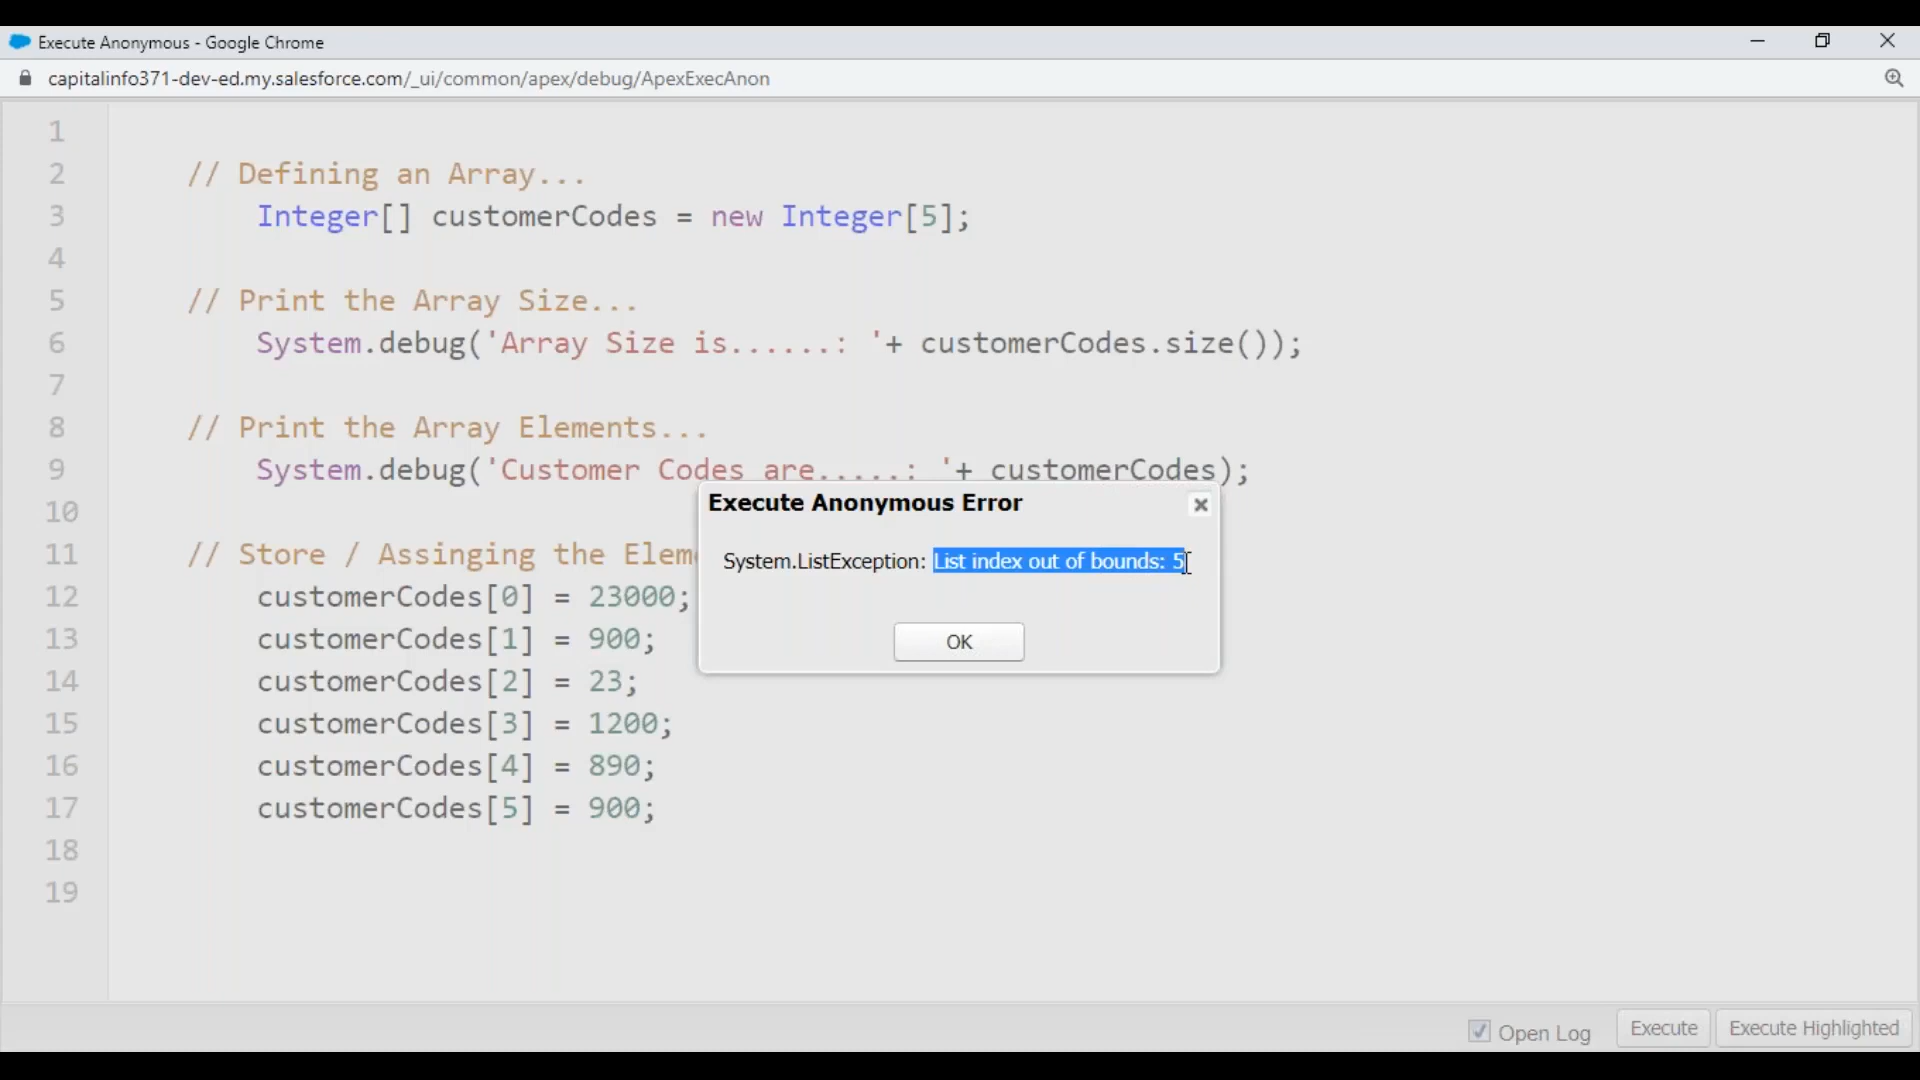 Execute Anonymous - Google Chrome
capitalinfo371-dev-ed.my.salesforce.com/_ui/common/apex/debug/ApexExecAnon
1
2 // Defining an Array...
3 Integer[] customerCodes = new Integer[5];
4
5 // Print the Array Size...
6 System.debug('Array Size is......: '+ customerCodes.size());
7
8 // Print the Array Elements...
9 System.debug('Customer Codes are.....: '+ customerCodes);
10
11 // Store / Assinging the Elem
12 customerCodes[0] = 23000;
13 customerCodes[1] = 900;
14 customerCodes[2] = 23;
15 customerCodes[3] = 1200;
16 customerCodes[4] = 890;
17 customerCodes[5] = 900;
18
19
Execute Anonymous Error
System.ListException: List index out of bounds: 5
OK
Open Log Execute Execute Highlighted